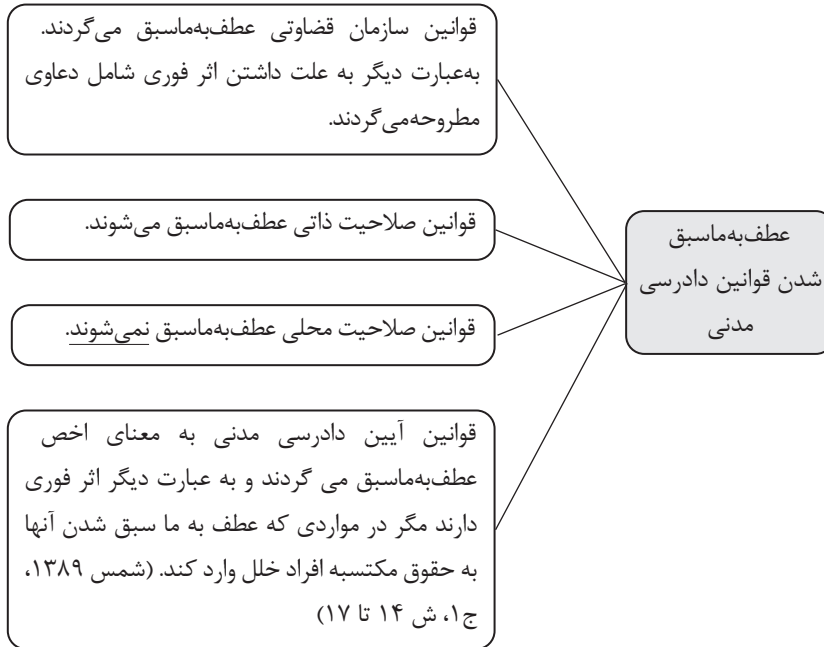 عطف‌به‌ماسبق
شدن قوانین دادرسی
مدنی
قوانین سازمان قضاوتی عطف‌به‌ماسبق می‌گردند.
به‌عبارت دیگر به علت داشتن اثر فوری شامل دعاوی
مطروحه‌می‌گردند.
قوانین صلاحیت ذاتی عطف‌به‌ماسبق می‌شوند.
قوانین صلاحیت محلی عطف‌به‌ماسبق نمی‌شوند.
قوانین آیین دادرسی مدنی به معنای اخص
عطف‌به‌ماسبق می گردند و به عبارت دیگر اثر فوری
دارند مگر در مواردی که عطف به ما سبق شدن آنها
به حقوق مکتسبه افراد خلل وارد کند. (شمس ۱۳۸۹،
ج۱، ش ۱۴ تا ۱۷)